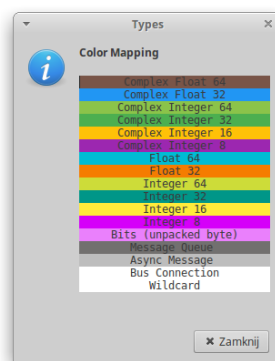 Types
Color Mapping
Complex Float 64
Complex Float 32
Complex Integer 64
Complex Integer 32
Complex Integer 16
Complex Integer 8
Float 64
Float 32
Integer 64
Integer 32
Integer 16
Integer 8
Bits (unpacked byte)
Message Queue
Async Message
Bus Connection
Wildcard
Zamknij